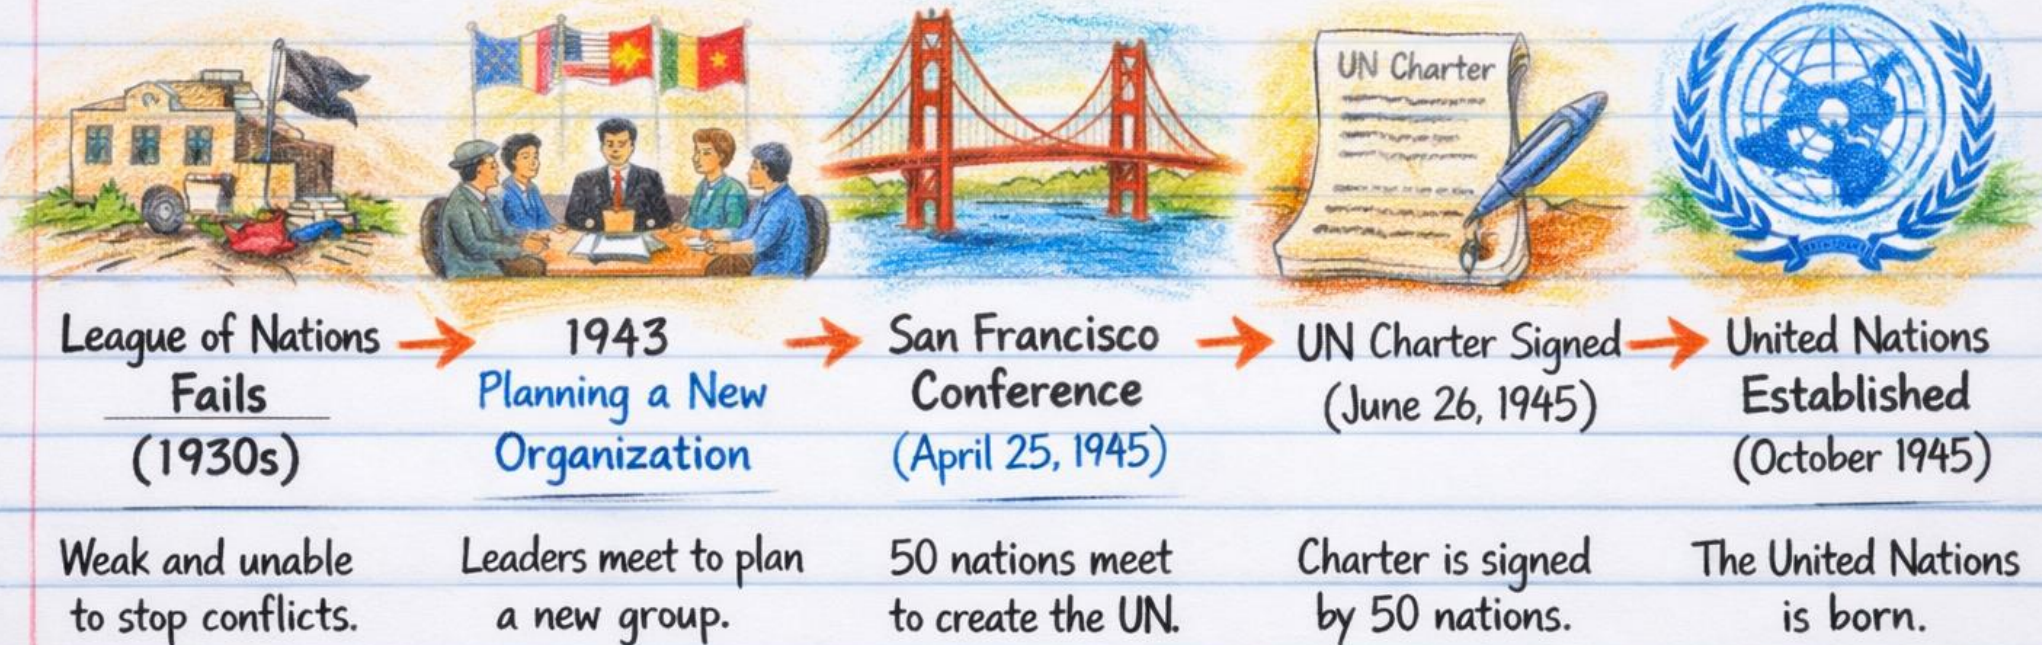 UN Charter
League of Nations
Fails
(1930s)
Weak and unable
to stop conflicts.
1943
Planning a New
Organization
Leaders meet to plan
a new group.
San Francisco
Conference
(April 25, 1945)
50 nations meet
to create the UN.
UN Charter Signed
(June 26, 1945)
Charter is signed
by 50 nations.
United Nations
Established
(October 1945)
The United Nations
is born.